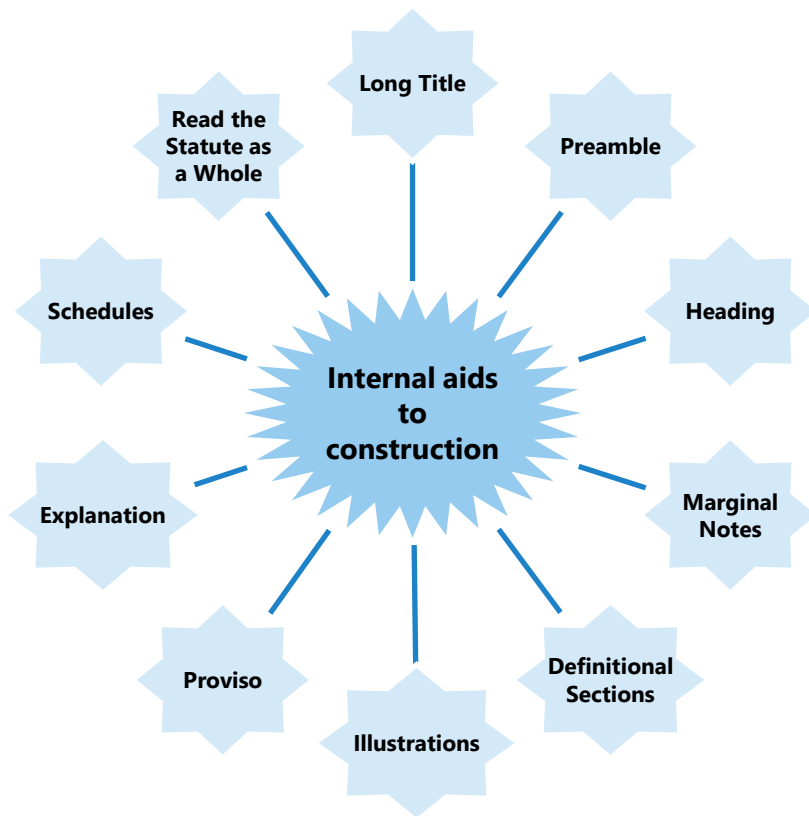 Long Title
Preamble
Heading
Marginal
Notes
Definitional
Sections
Illustrations
Proviso
Explanation
Schedules
Read the
Statute as
a Whole
Internal aids
to
construction